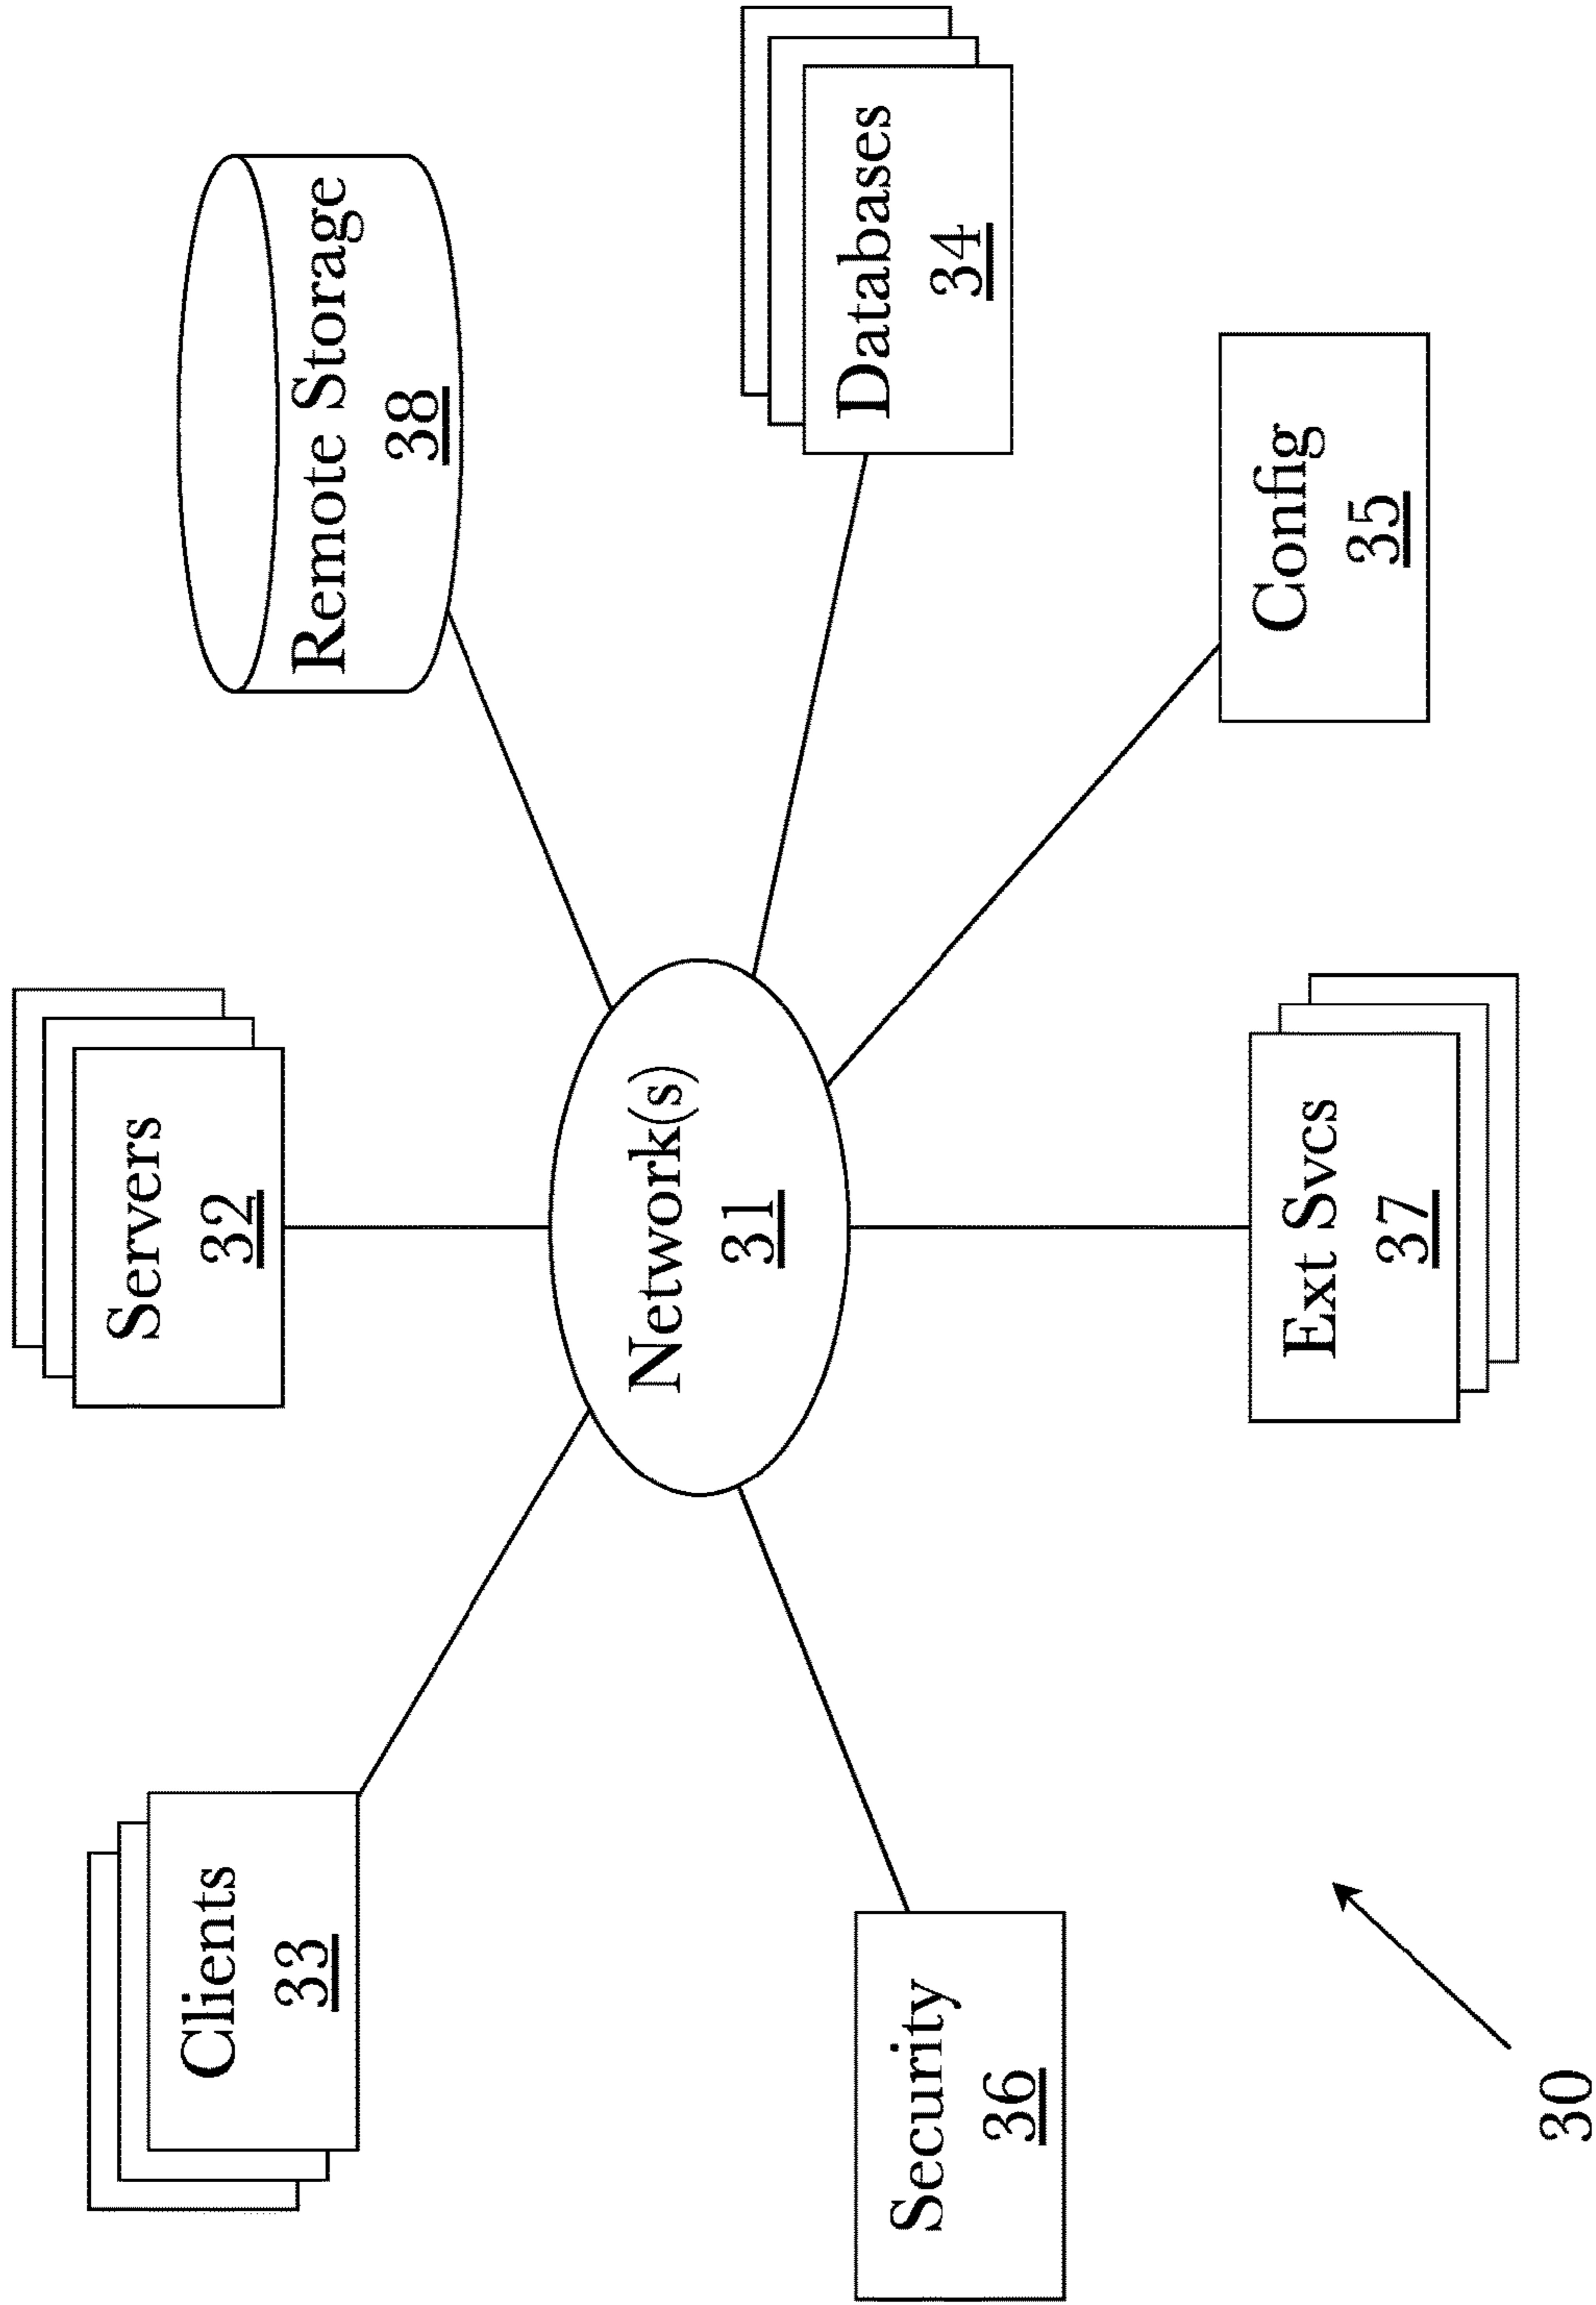 Servers
32
Clients
33
Remote Storage
38
Network(s)
31
Databases
34
Security
36
Ext Svcs
37
Config
35
30